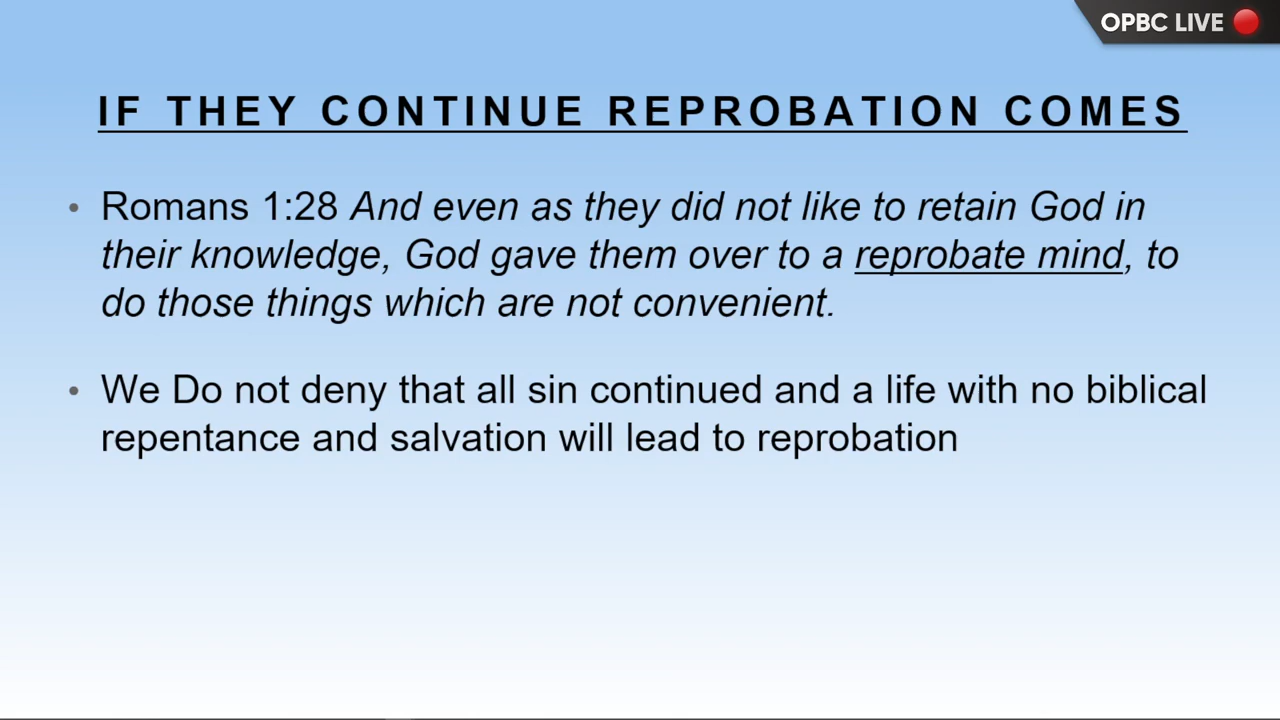 OPBC LIVE
IF THEY CONTINUE REPROBATION COMES
• Romans 1:28 And even as they did not like to retain God in
their knowledge, God gave them over to a reprobate mind, to
do those things which are not convenient.
• We Do not deny that all sin continued and a life with no biblical
repentance and salvation will lead to reprobation